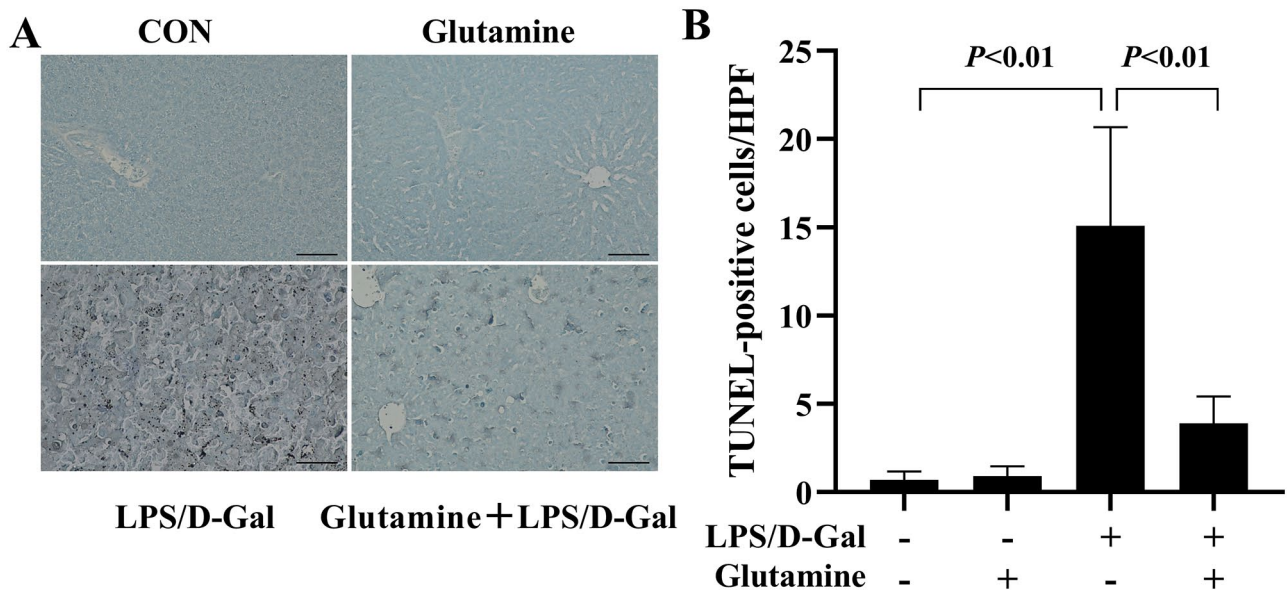 A
CON
Glutamine
LPS/D-Gal
Glutamine+LPS/D-Gal
B
TUNEL-positive cells/HPF
25
20
15
10
5
0
P<0.01
P<0.01
LPS/D-Gal - - + +
Glutamine - + - +